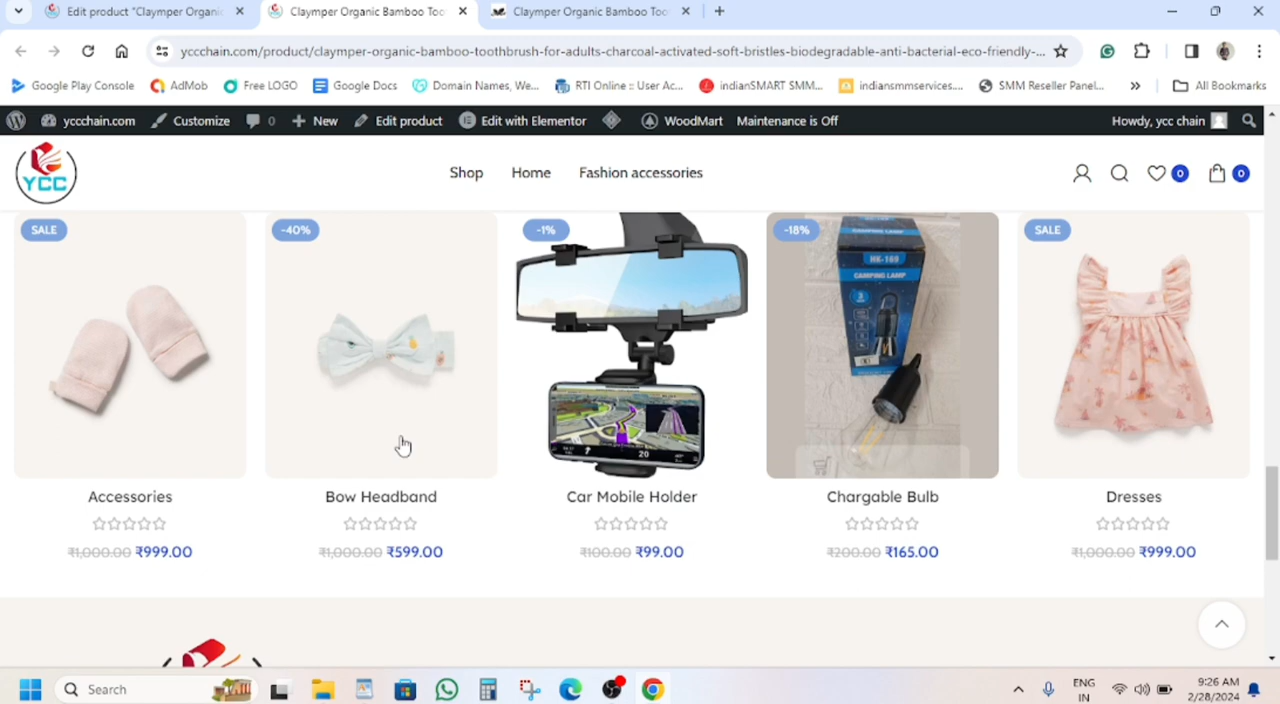 Edit product "Claymper Organic
Claymper Organic Bamboo Too
Claymper Organic Bamboo Too
yccchain.com/product/claymper-organic-bamboo-toothbrush-for-adults-charcoal-activated-soft-bristles-biodegradable-anti-bacterial-eco-friendly-...
Google Play Console AdMob Free LOGO Google Docs Domain Names, We... RTI Online :: User Ac... indianSMART SMM... indiansmmservices.... SMM Reseller Panel... » All Bookmarks
yccchain.com Customize 0 New Edit product Edit with Elementor WoodMart Maintenance is Off Howdy, ycc chain
YCC
Shop Home Fashion accessories 0 0
SALE -40% -1% -18% SALE
HK-189
CAMPING LAMP
3
20
Accessories Bow Headband Car Mobile Holder Chargable Bulb Dresses
₹1,000.00 ₹999.00 ₹1,000.00 ₹599.00 ₹100.00 ₹99.00 ₹200.00 ₹165.00 ₹1,000.00 ₹999.00
Search
ENG
IN
9:26 AM
2/28/2024